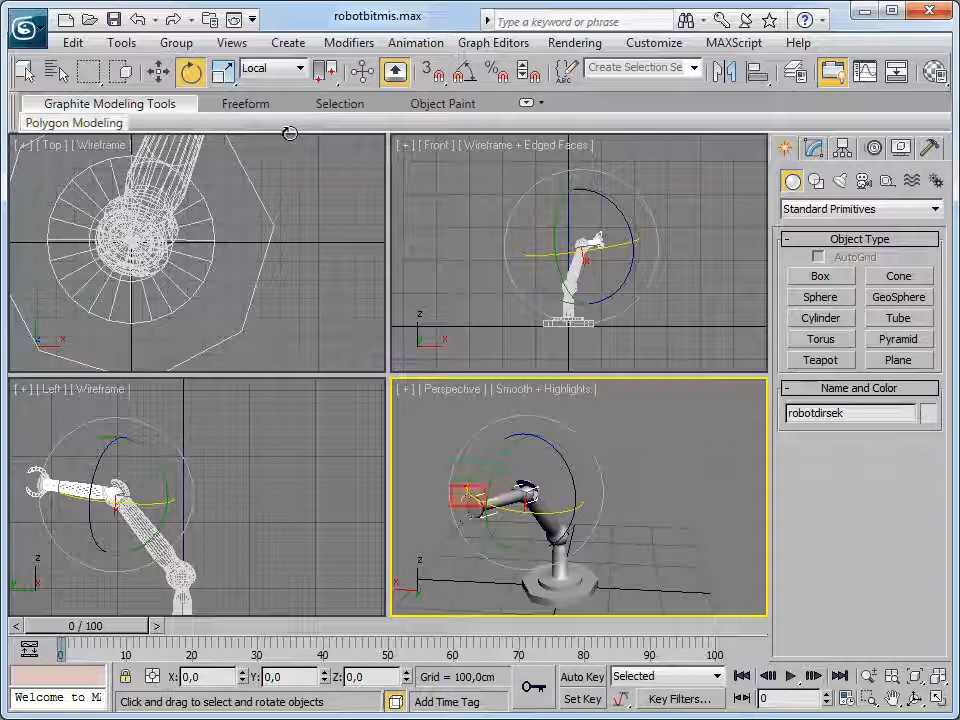 robotbitmis.max
Type a keyword or phrase
Edit Tools Group Views Create Modifiers Animation Graph Editors Rendering Customize MAXScript Help
Local
3
Create Selection Se
ABC
Graphite Modeling Tools Freeform Selection Object Paint
Polygon Modeling
[ + ] [ Top ] [ Wireframe ]
[ + ] [ Front ] [ Wireframe + Edged Faces ]
Standard Primitives
- Object Type
AutoGrid
Box Cone
Sphere GeoSphere
Cylinder Tube
Torus Pyramid
Teapot Plane
- Name and Color
robotdirsek
z
x
[ + ] [ Left ] [ Wireframe ]
[ + ] [ Perspective ] [ Smooth + Highlights ]
z
z
x
< 0 / 100 >
0 10 20 30 40 50 60 70 80 90 100
X: 0,0 Y: 0,0 Z: 0,0 Grid = 100,0cm
Auto Key Selected
Welcome to MA
Click and drag to select and rotate objects
Add Time Tag
Set Key Key Filters...
0